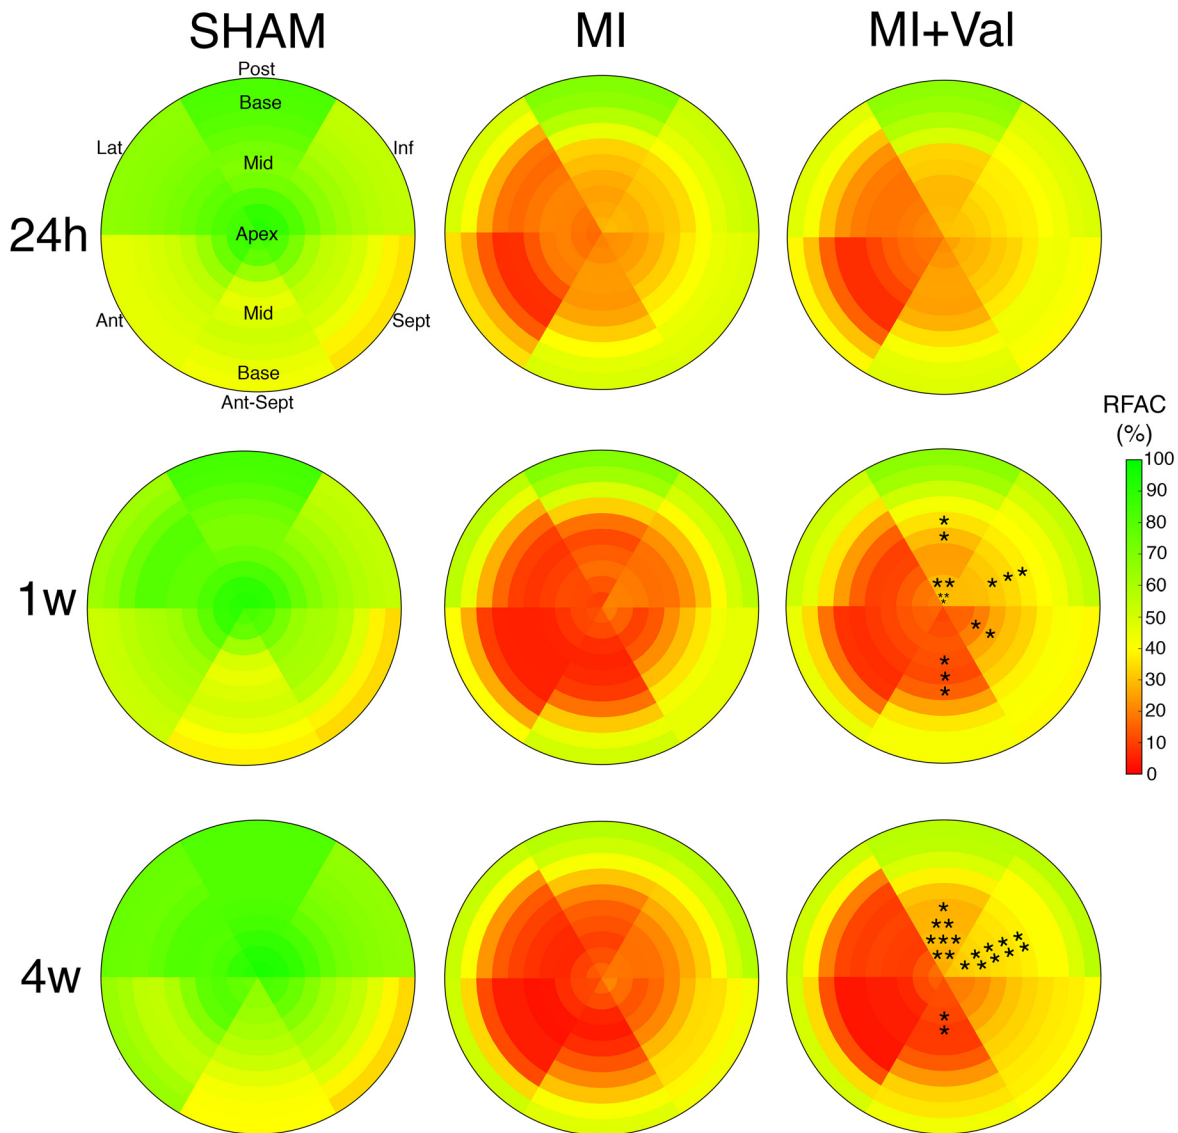 SHAM MI MI+Val
Post
Base
Lat Mid Inf
24h Apex
Ant Mid Sept
Base
Ant-Sept
RFAC
(%)
100
90
80
70
60
50
40
30
20
10
0
1w
*
*
** * * *
**
*
*
*
*
*
*
4w
*
**
***
**
* * * *
* * * * *
*
*